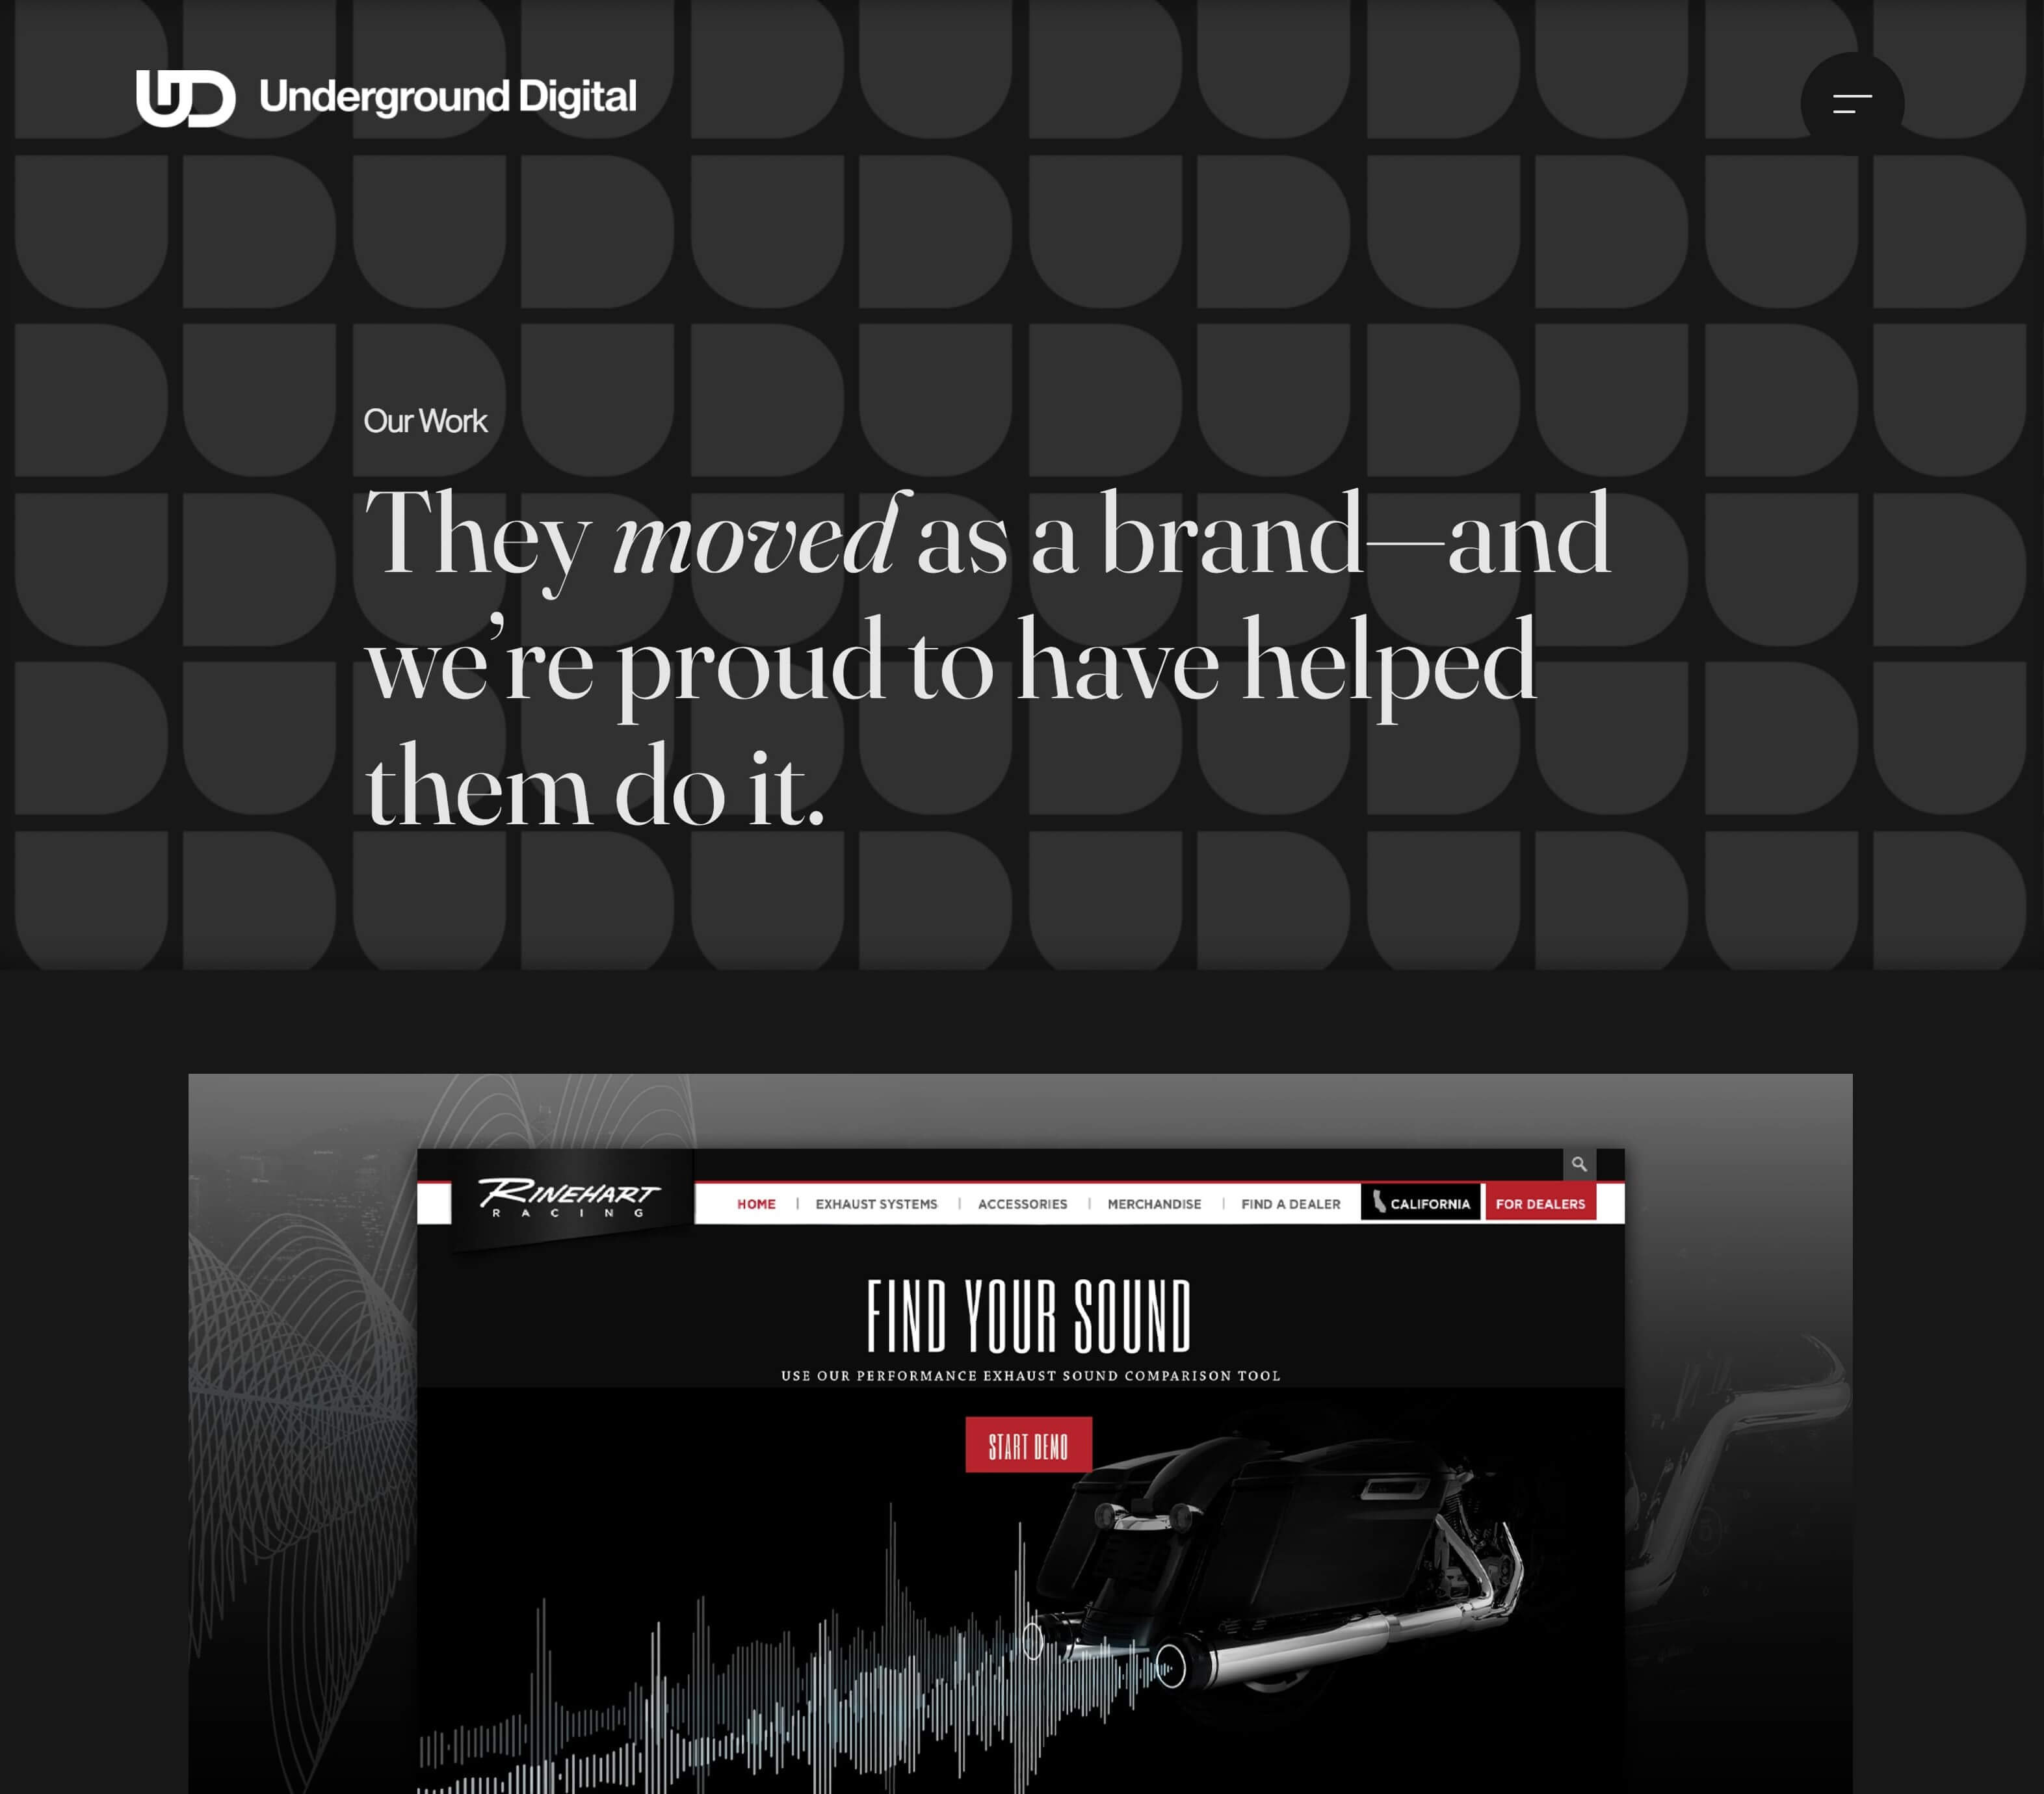 Underground Digital
Our Work
They moved as a brand—and
we’re proud to have helped
them do it.
RINEHART
RACING
HOME | EXHAUST SYSTEMS | ACCESSORIES | MERCHANDISE | FIND A DEALER CALIFORNIA FOR DEALERS
FIND YOUR SOUND
USE OUR PERFORMANCE EXHAUST SOUND COMPARISON TOOL
START DEMO